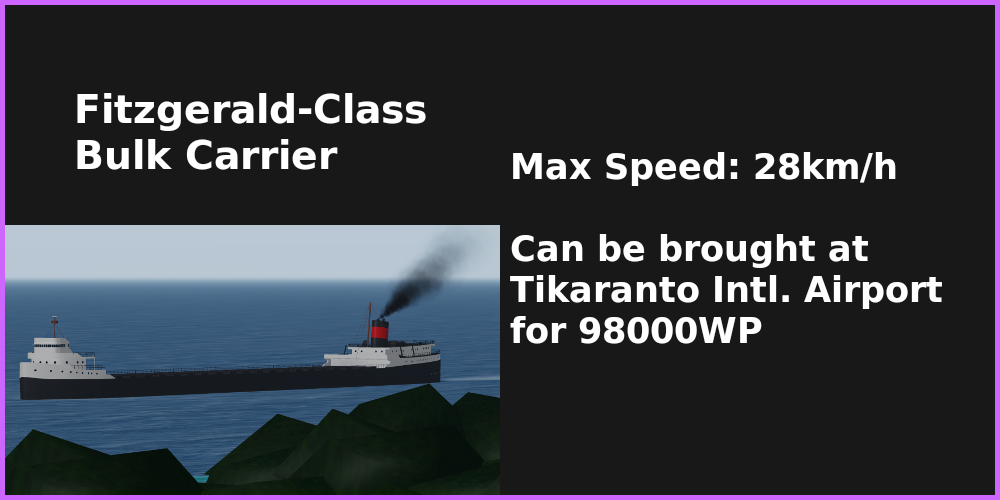 Fitzgerald-Class
Bulk Carrier
Max Speed: 28km/h
Can be brought at
Tikaranto Intl. Airport
for 98000WP